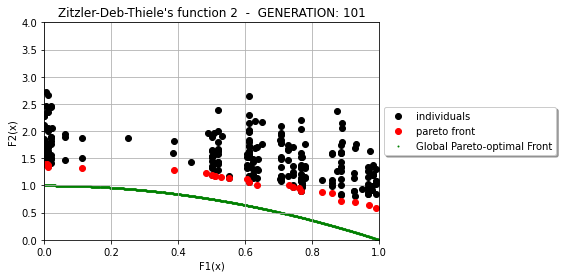 Zitzler-Deb-Thiele's function 2 - GENERATION: 101
4.0
3.5
3.0
2.5
2.0
1.5
1.0
0.5
0.0
F2(x)
0.0 0.2 0.4 0.6 0.8 1.0
F1(x)
individuals
pareto front
Global Pareto-optimal Front